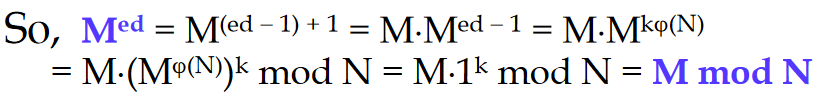 So, Mᵉᵈ = M⁽ᵉᵈ ⁻ ¹⁾ ⁺ ¹ = M·Mᵉᵈ ⁻ ¹ = M·Mᵏᵠ⁽ᴺ⁾
= M·(Mᵠ⁽ᴺ⁾)ᵏ mod N = M·1ᵏ mod N = M mod N